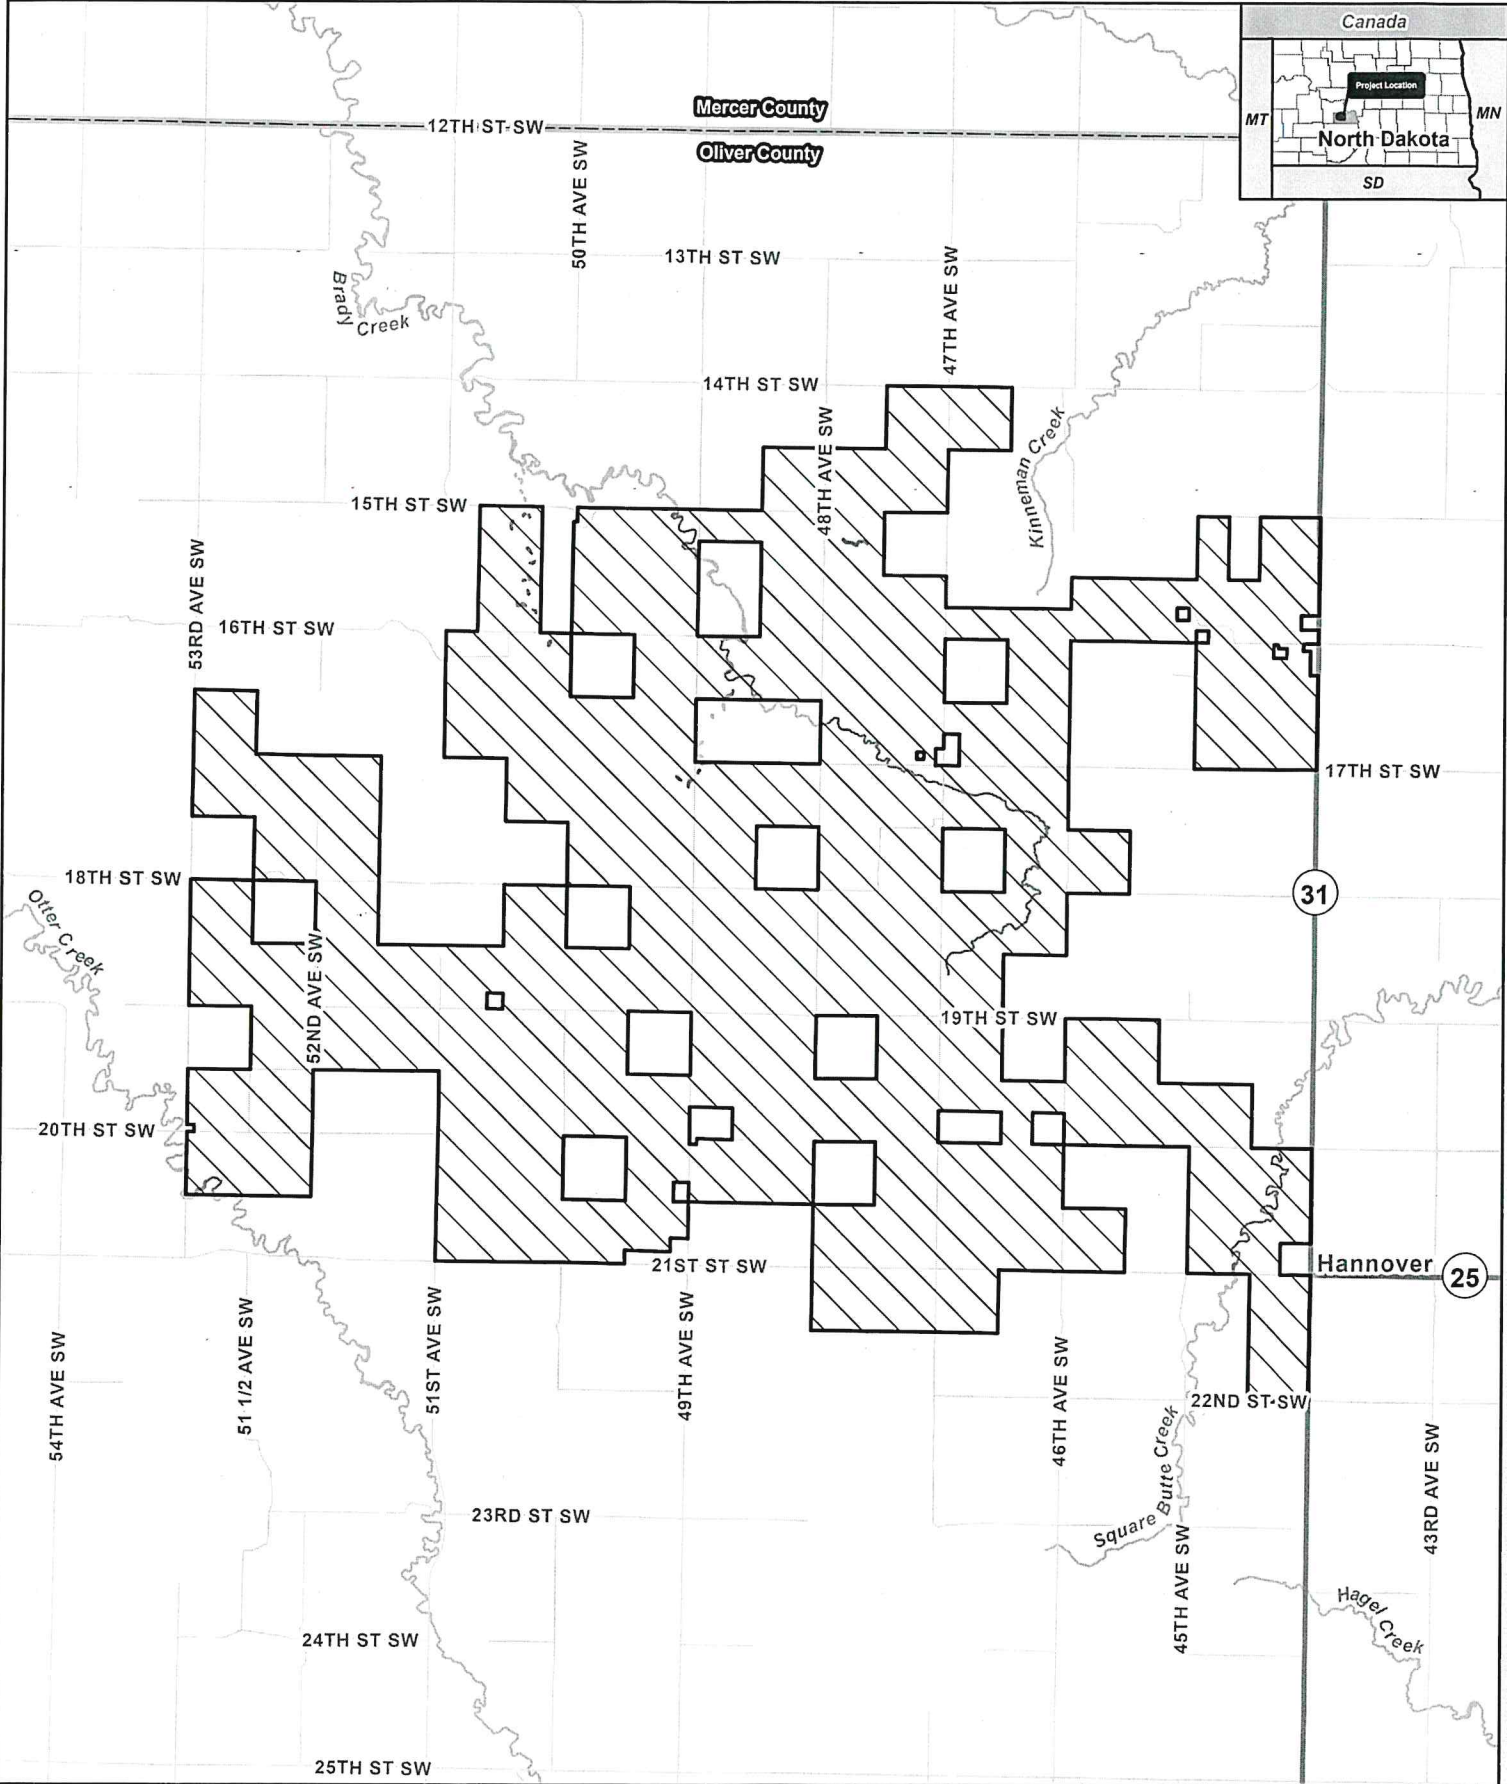 Canada
Project Location
MT
MN
North Dakota
SD
Mercer County
12TH ST SW
Oliver County
50TH AVE SW
13TH ST SW
47TH AVE SW
Brady
Creek
14TH ST SW
48TH AVE SW
Kinneman Creek
15TH ST SW
53RD AVE SW
16TH ST SW
17TH ST SW
18TH ST SW
31
Otter Creek
52ND AVE SW
19TH ST SW
20TH ST SW
21ST ST SW
Hannover
25
54TH AVE SW
51 1/2 AVE SW
51ST AVE SW
49TH AVE SW
46TH AVE SW
22ND ST SW
Square Butte Creek
45TH AVE SW
43RD AVE SW
23RD ST SW
Hagel Creek
24TH ST SW
25TH ST SW